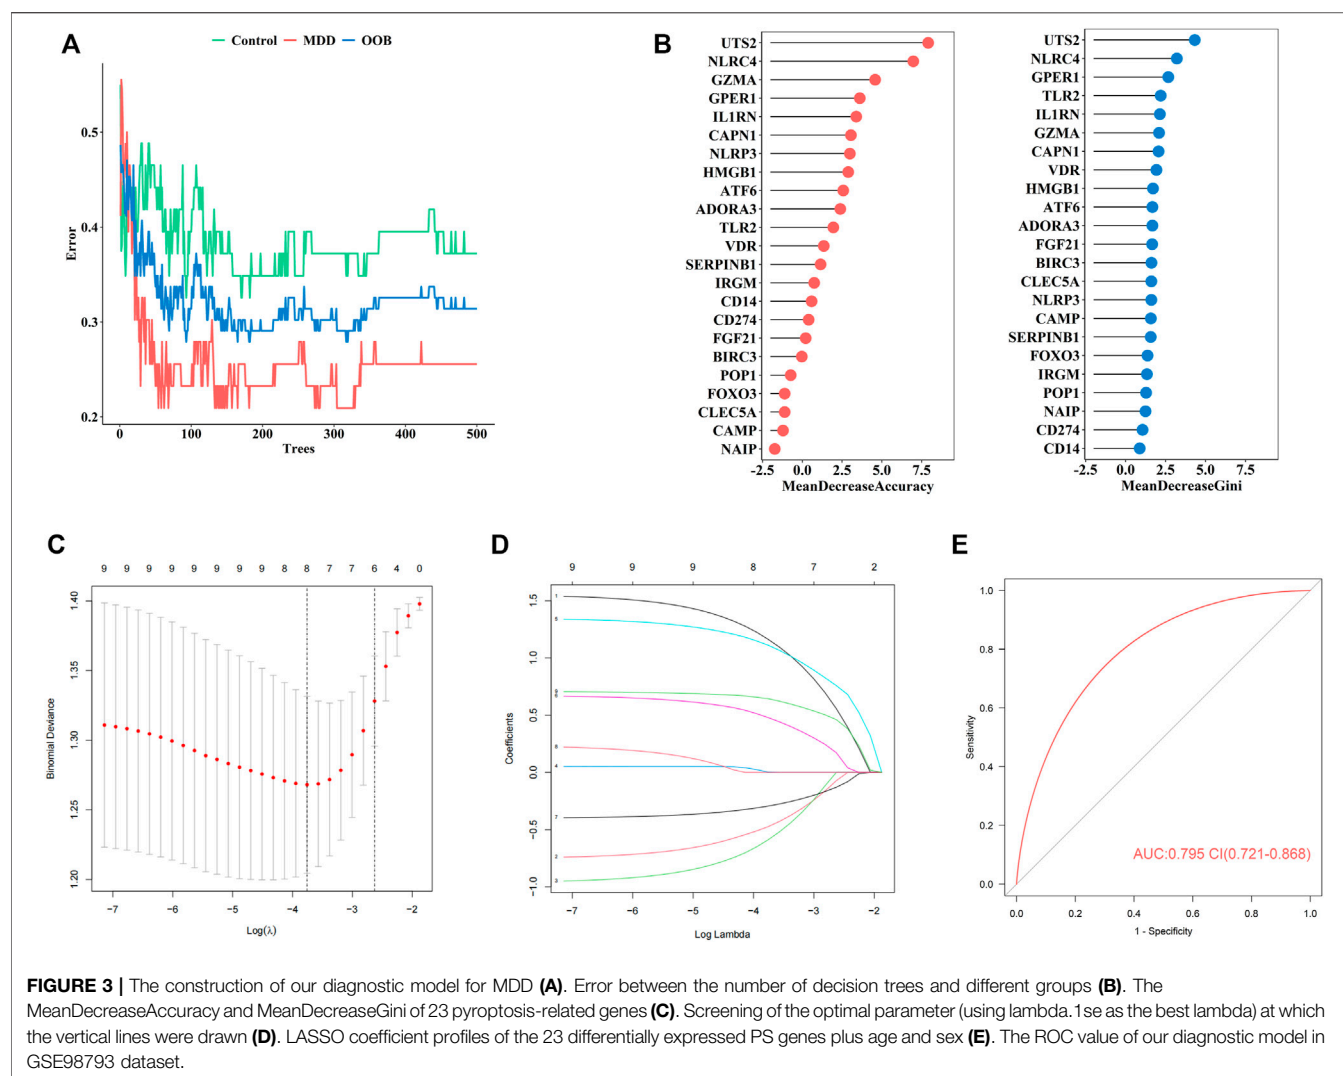 A
Control MDD OOB
0.5
0.4
0.3
0.2
Error
0 100 200 300 400 500
Trees
B
UTS2
NLRC4
GZMA
GPER1
IL1RN
CAPN1
NLRP3
HMGB1
ATF6
ADORA3
TLR2
VDR
SERPINB1
IRGM
CD14
CD274
FGF21
BIRC3
POP1
FOXO3
CLEC5A
CAMP
NAIP
-2.5 0.0 2.5 5.0 7.5
MeanDecreaseAccuracy
UTS2
NLRC4
GPER1
TLR2
IL1RN
GZMA
CAPN1
VDR
HMGB1
ATF6
ADORA3
FGF21
BIRC3
CLEC5A
NLRP3
CAMP
SERPINB1
FOXO3
IRGM
POP1
NAIP
CD274
CD14
-2.5 0.0 2.5 5.0 7.5
MeanDecreaseGini
C
9 9 9 9 9 9 9 9 8 8 7 7 6 4 0
1.40
1.35
1.30
1.25
1.20
Binomial Deviance
−7 −6 −5 −4 −3 −2
Log(λ)
D
9 9 9 8 7 2
1.5
1.0
0.5
0.0
−0.5
−1.0
Coefficients
1
5
4
7
2
3
−7 −6 −5 −4 −3 −2
Log Lambda
E
1.0
0.8
0.6
0.4
0.2
0.0
Sensitivity
AUC:0.795 CI(0.721-0.868)
0.0 0.2 0.4 0.6 0.8 1.0
1 - Specificity
FIGURE 3 | The construction of our diagnostic model for MDD (A). Error between the number of decision trees and different groups (B). The
MeanDecreaseAccuracy and MeanDecreaseGini of 23 pyroptosis-related genes (C). Screening of the optimal parameter (using lambda.1se as the best lambda) at which
the vertical lines were drawn (D). LASSO coefficient profiles of the 23 differentially expressed PS genes plus age and sex (E). The ROC value of our diagnostic model in
GSE98793 dataset.